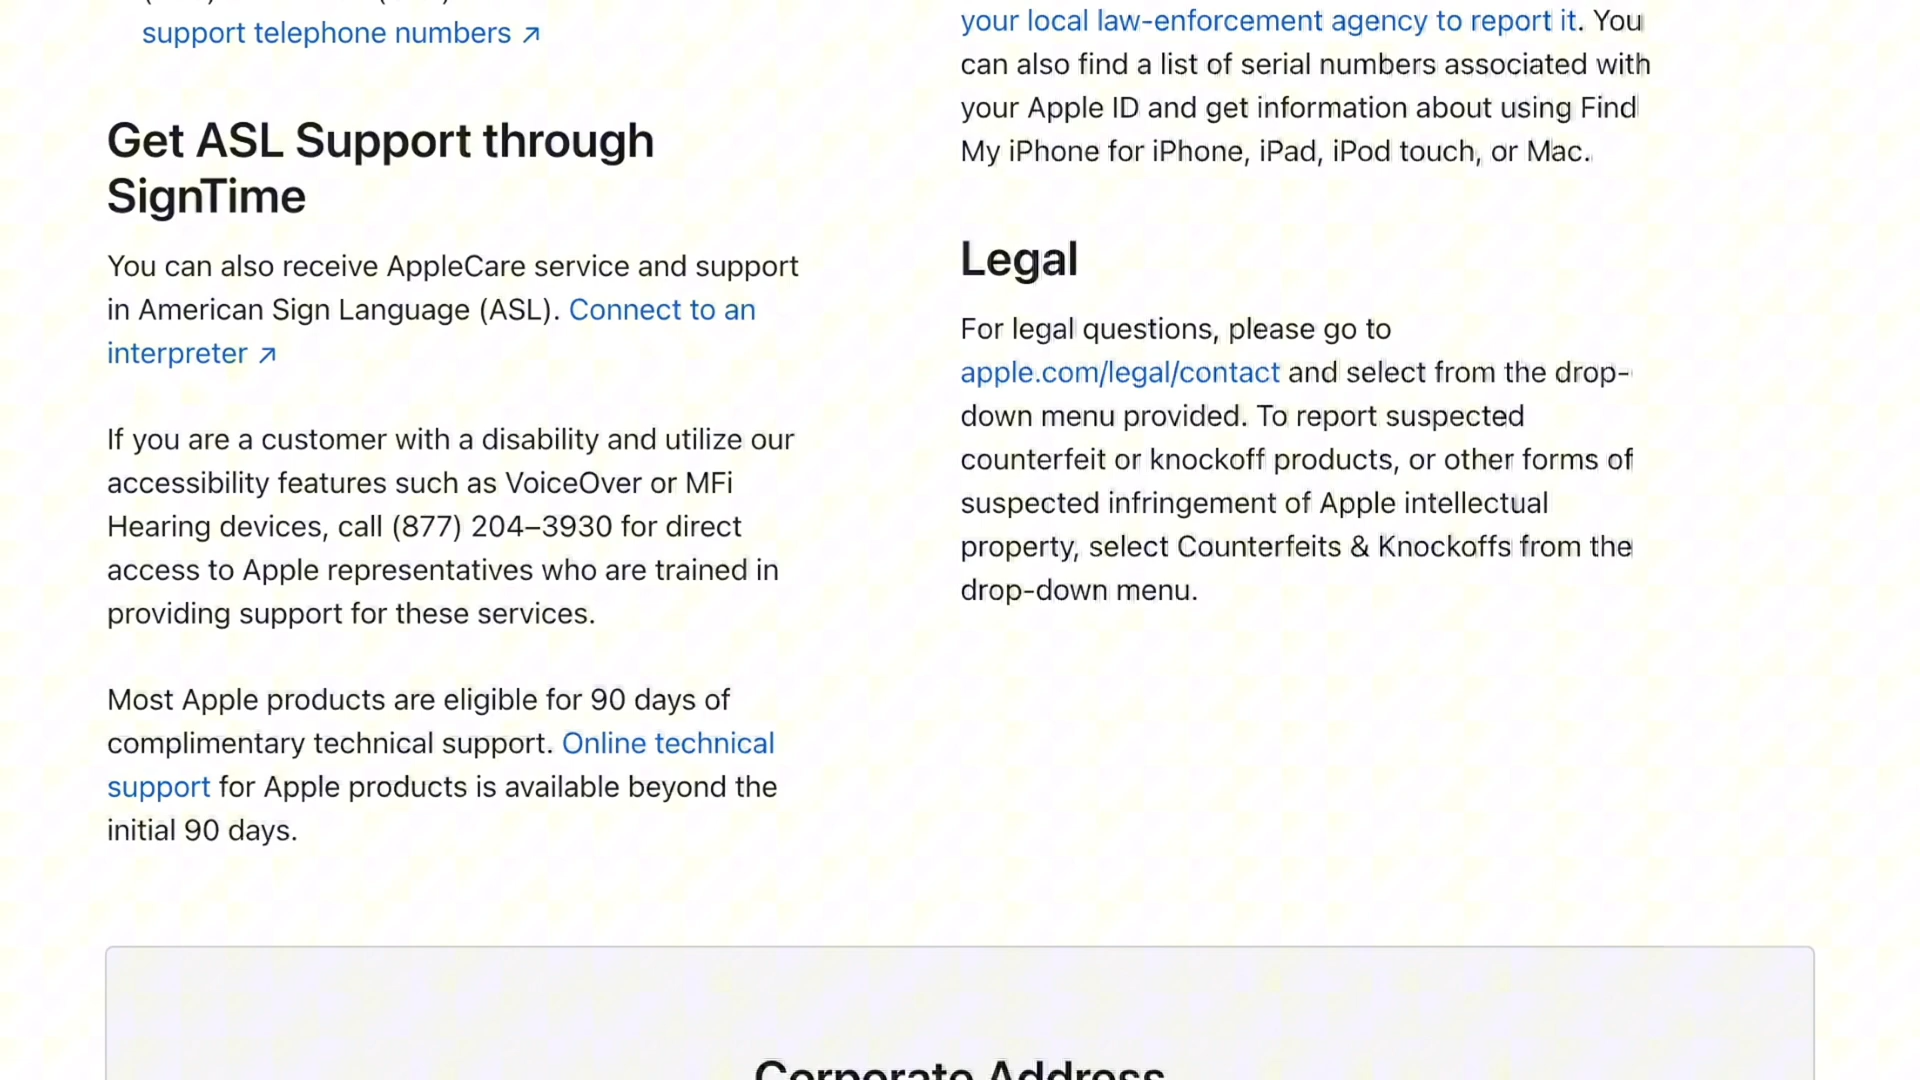 support telephone numbers ↗
Get ASL Support through
SignTime
You can also receive AppleCare service and support
in American Sign Language (ASL). Connect to an
interpreter ↗
If you are a customer with a disability and utilize our
accessibility features such as VoiceOver or MFi
Hearing devices, call (877) 204–3930 for direct
access to Apple representatives who are trained in
providing support for these services.
Most Apple products are eligible for 90 days of
complimentary technical support. Online technical
support for Apple products is available beyond the
initial 90 days.
your local law-enforcement agency to report it. You
can also find a list of serial numbers associated with
your Apple ID and get information about using Find
My iPhone for iPhone, iPad, iPod touch, or Mac.
Legal
For legal questions, please go to
apple.com/legal/contact and select from the drop-
down menu provided. To report suspected
counterfeit or knockoff products, or other forms of
suspected infringement of Apple intellectual
property, select Counterfeits & Knockoffs from the
drop-down menu.
Corporate Address